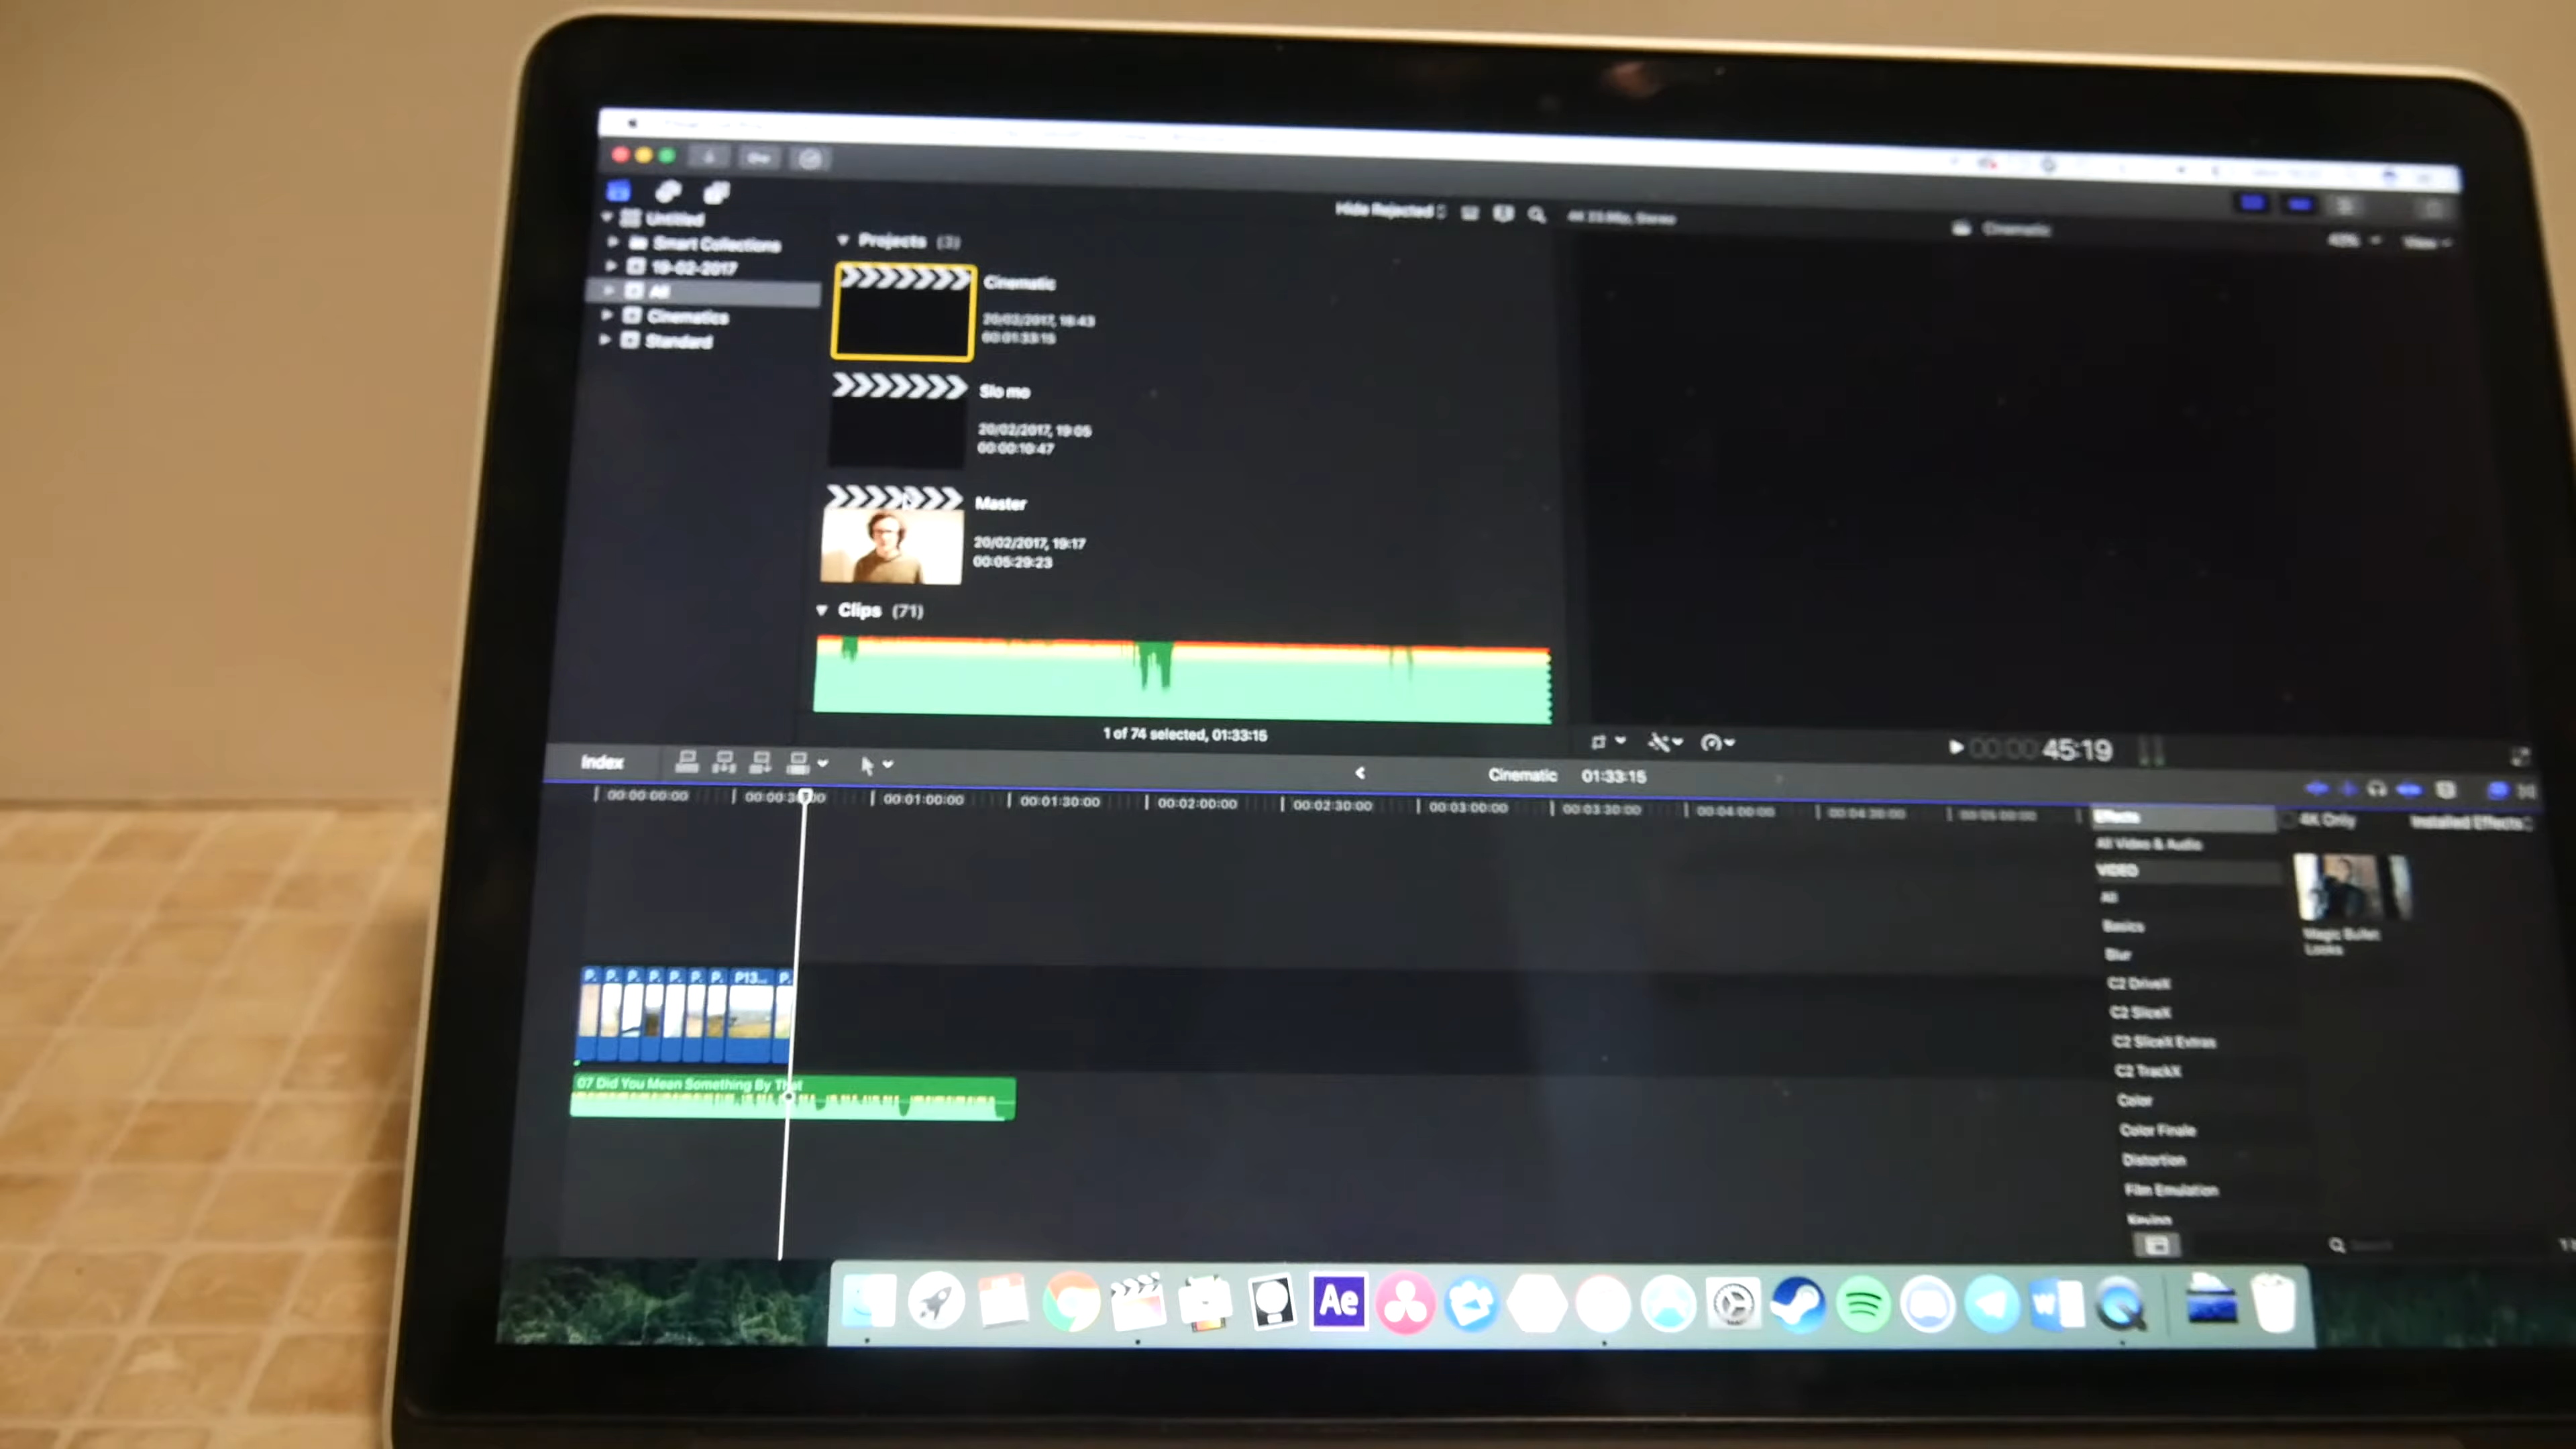 Hide Rejected
Cinematic
View
Untitled
Smart Collections
19-02-2017
All
Cinematics
Standard
Projects (3)
Cinematic
20/02/2017, 18:43
00:01:33:15
Slo mo
20/02/2017, 19:05
00:00:19:47
Master
20/02/2017, 19:17
00:05:29:23
Clips (71)
1 of 74 selected, 01:33:15
00:00 45:19
Index
Cinematic 01:33:15
00:00:00:00
00:00:30:00
00:01:00:00
00:01:30:00
00:02:00:00
00:02:30:00
00:03:00:00
00:03:30:00
00:04:00:00
00:04:30:00
00:05:00:00
Effects
4K Only
Installed Effects
All Video & Audio
VIDEO
All
Basics
Blur
C2 DriveX
C2 SliceX
C2 SliceX Extras
C2 TrackX
Color
Color Finale
Distortion
Film Emulation
Magic Bullet
Looks
P. P. P. P. P. P. P. P13... P.
07 Did You Mean Something By That
Ae
W